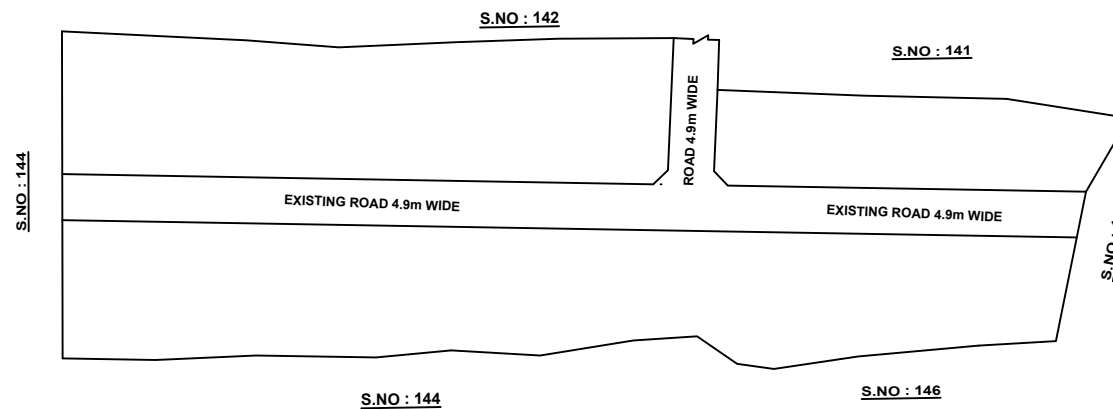 S.NO : 142
S.NO : 141
ROAD 4.9m WIDE
S.NO : 144
EXISTING ROAD 4.9m WIDE
EXISTING ROAD 4.9m WIDE
S.NO :
S.NO : 144
S.NO : 146